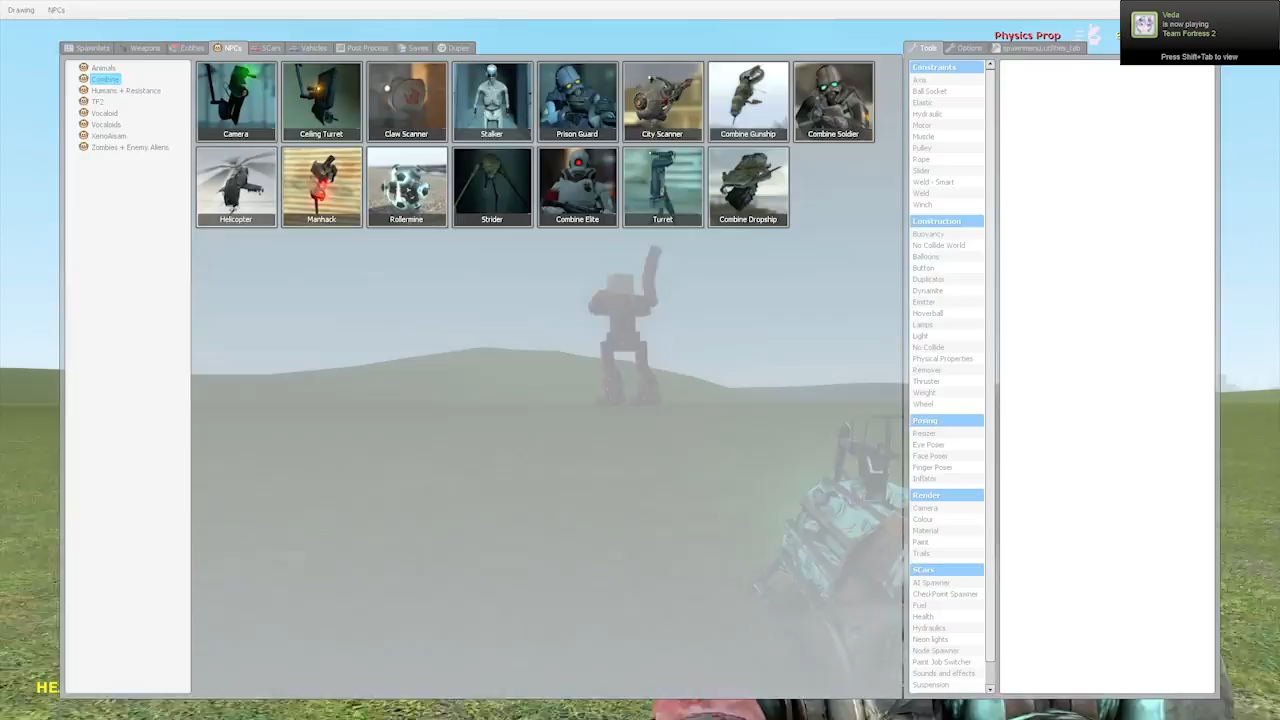 Drawing NPCs
Veda
is now playing
Team Fortress 2
Press Shift+Tab to view
Physics Prop
Spawnlists Weapons Entities NPCs SCars Vehicles Post Process Saves Dupes
Tools Options spawnmenu.utilities_tab
Animals
Combine
Humans + Resistance
TF2
Vocaloid
Vocaloids
XenoAisam
Zombies + Enemy Aliens
Camera
Ceiling Turret
Claw Scanner
Stalker
Prison Guard
City Scanner
Combine Gunship
Combine Soldier
Helicopter
Manhack
Rollermine
Strider
Combine Elite
Turret
Combine Dropship
Constraints
Axis
Ball Socket
Elastic
Hydraulic
Motor
Muscle
Pulley
Rope
Slider
Weld - Smart
Weld
Winch
Construction
Buoyancy
No Collide World
Balloons
Button
Duplicator
Dynamite
Emitter
Hoverball
Lamps
Light
No Collide
Physical Properties
Remover
Thruster
Weight
Wheel
Posing
Resizer
Eye Poser
Face Poser
Finger Poser
Inflator
Render
Camera
Colour
Material
Paint
Trails
SCars
AI Spawner
CheckPoint Spawner
Fuel
Health
Hydraulics
Neon lights
Node Spawner
Paint Job Switcher
Sounds and effects
Suspension
HE